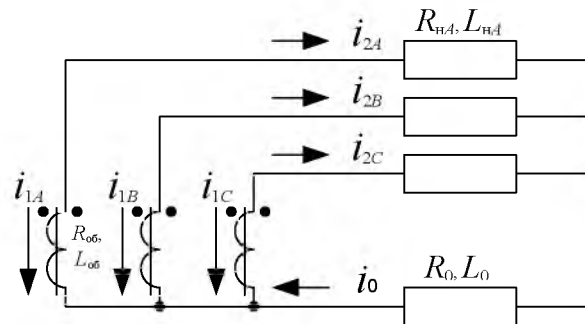 i2A
RнA, LнA
i2B
i2C
i1A
i1B
i1C
Rоб,
Lоб
i0
R0, L0